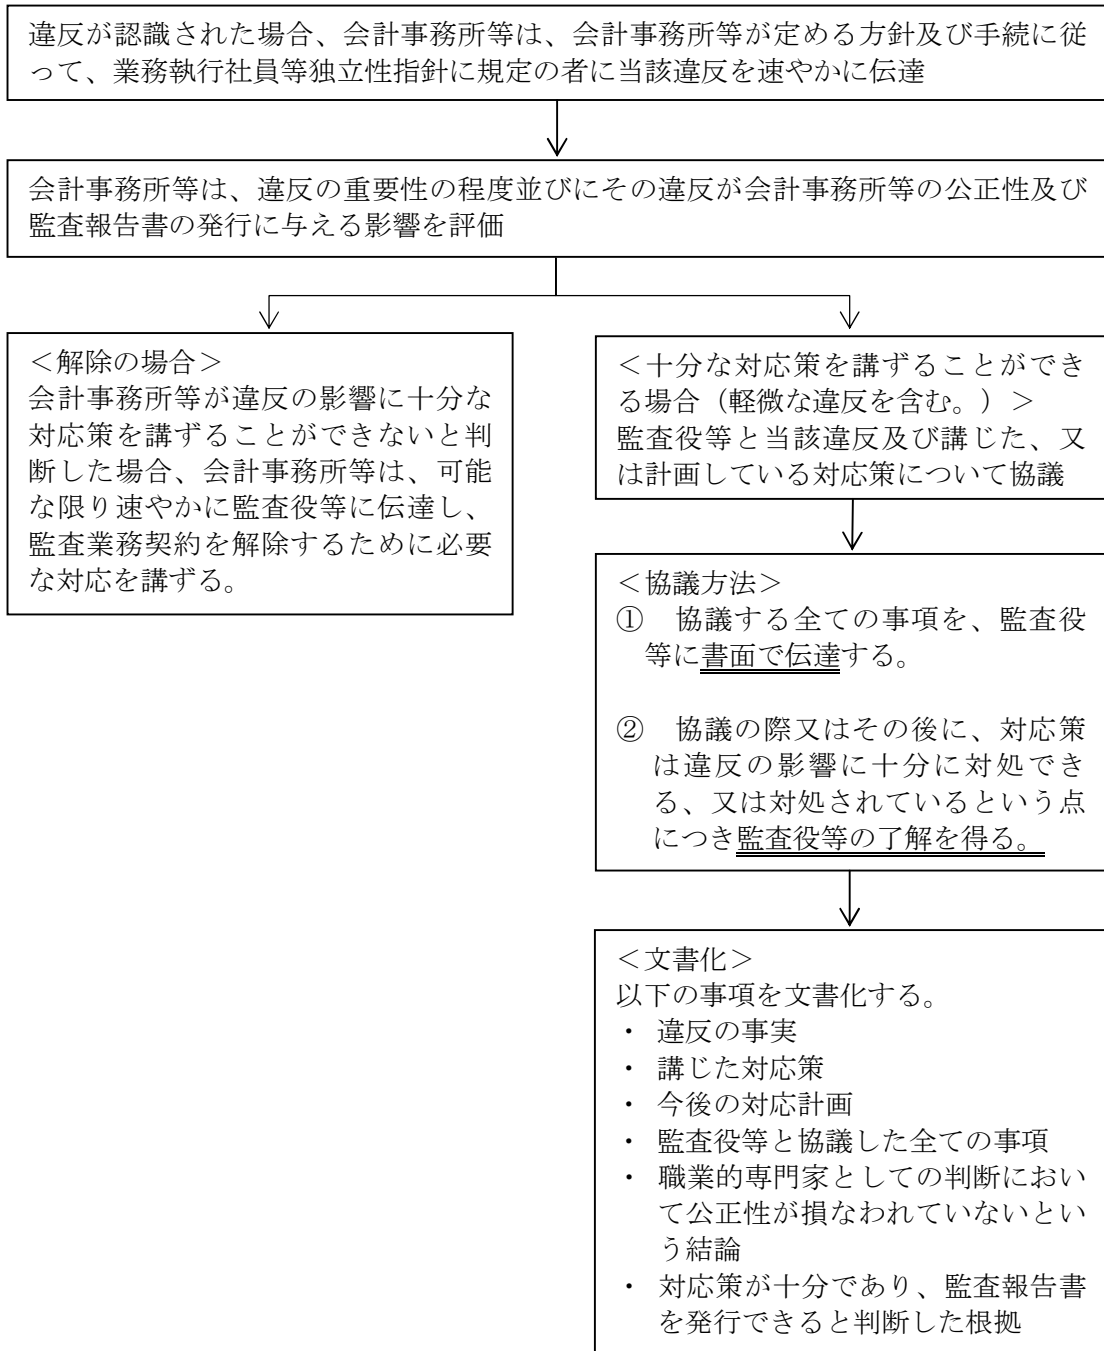 違反が認識された場合、会計事務所等は、会計事務所等が定める方針及び手続に従
って、業務執行社員等独立性指針に規定の者に当該違反を速やかに伝達
会計事務所等は、違反の重要性の程度並びにその違反が会計事務所等の公正性及び
監査報告書の発行に与える影響を評価
＜解除の場合＞
会計事務所等が違反の影響に十分な
対応策を講ずることができないと判
断した場合、会計事務所等は、可能
な限り速やかに監査役等に伝達し、
監査業務契約を解除するために必要
な対応を講ずる。
＜十分な対応策を講ずることができ
る場合（軽微な違反を含む。）＞
監査役等と当該違反及び講じた、又
は計画している対応策について協議
＜協議方法＞
①　協議する全ての事項を、監査役
等に書面で伝達する。
②　協議の際又はその後に、対応策
は違反の影響に十分に対処でき
る、又は対処されているという点
につき監査役等の了解を得る。
＜文書化＞
以下の事項を文書化する。
・ 違反の事実
・ 講じた対応策
・ 今後の対応計画
・ 監査役等と協議した全ての事項
・ 職業的専門家としての判断におい
て公正性が損なわれていないとい
う結論
・ 対応策が十分であり、監査報告書
を発行できると判断した根拠